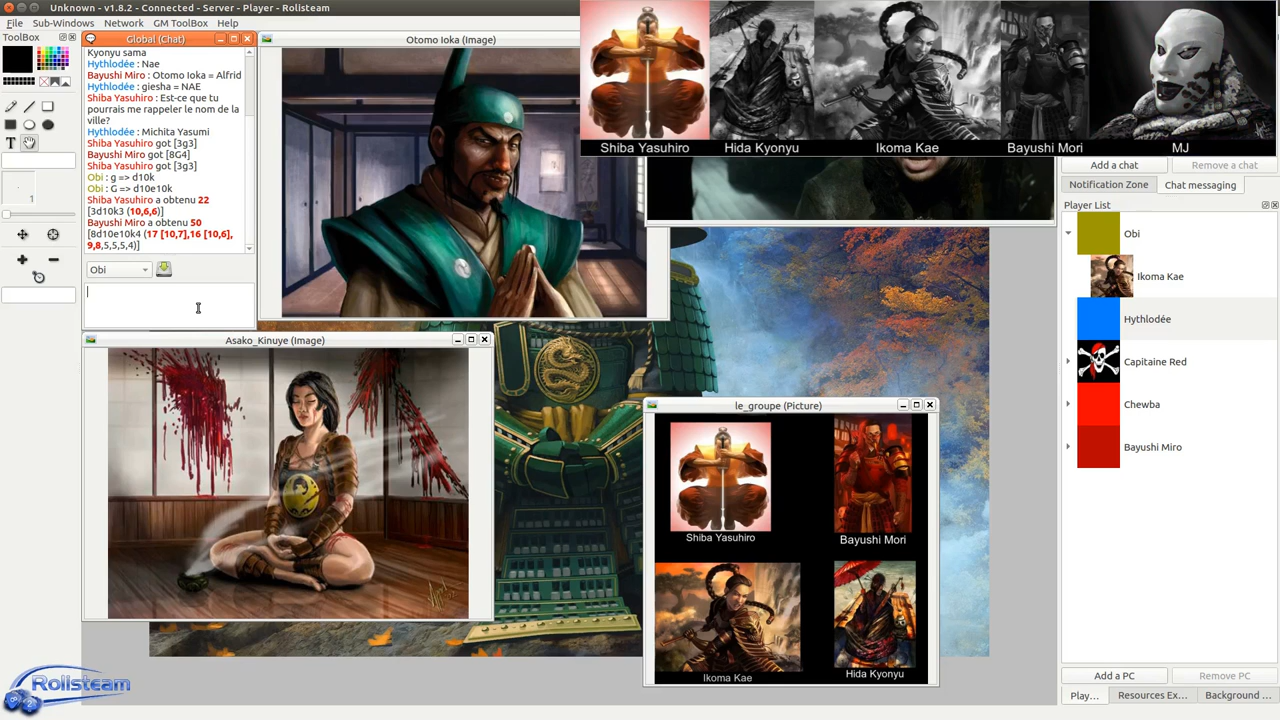 Unknown - v1.8.2 - Connected - Server - Player - Rolisteam
File Sub-Windows Network GM ToolBox Help
ToolBox
Global (Chat)
Kyonyu sama
Hythlodée : Nae
Bayushi Miro : Otomo Ioka = Alfrid
Hythlodée : giesha = NAE
Shiba Yasuhiro : Est-ce que tu
pourrais me rappeler le nom de la
ville?
Hythlodée : Michita Yasumi
Shiba Yasuhiro got [3g3]
Bayushi Miro got [8G4]
Shiba Yasuhiro got [3g3]
Obi : g => d10k
Obi : G => d10e10k
Shiba Yasuhiro a obtenu 22
[3d10k3 (10,6,6)]
Bayushi Miro a obtenu 50
[8d10e10k4 (17 [10,7],16 [10,6],
9,8,5,5,5,4)]
Obi
1
Otomo Ioka (Image)
Shiba Yasuhiro
Hida Kyonyu
Ikoma Kae
Bayushi Mori
MJ
Asako_Kinuye (Image)
le_groupe (Picture)
Shiba Yasuhiro
Bayushi Mori
Ikoma Kae
Hida Kyonyu
Add a chat
Remove a chat
Notification Zone
Chat messaging
Player List
Obi
Ikoma Kae
Hythlodée
Capitaine Red
Chewba
Bayushi Miro
Add a PC
Remove PC
Play...
Resources Ex...
Background ...
Rolisteam